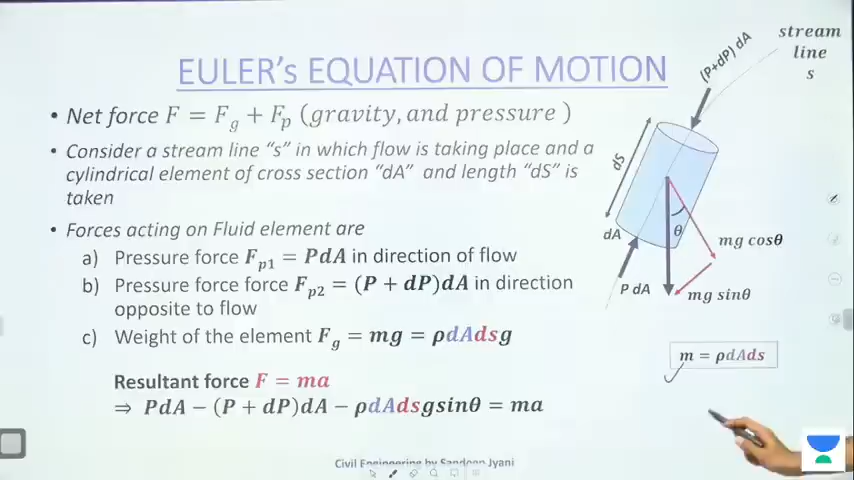 EULER's EQUATION OF MOTION
• Net force F = F_g + F_p (gravity, and pressure )
• Consider a stream line "s" in which flow is taking place and a
cylindrical element of cross section "dA" and length "dS" is
taken
• Forces acting on Fluid element are
a) Pressure force F_p1 = PdA in direction of flow
b) Pressure force force F_p2 = (P + dP)dA in direction
opposite to flow
c) Weight of the element F_g = mg = ρdAdsg
Resultant force F = ma
⇒ PdA − (P + dP)dA − ρdAdsgsinθ = ma
stream
line
s
(P+dP) dA
dS
dA
θ
mg cosθ
P dA
mg sinθ
m = ρdAds
Civil Engineering by Sandeep Jyani